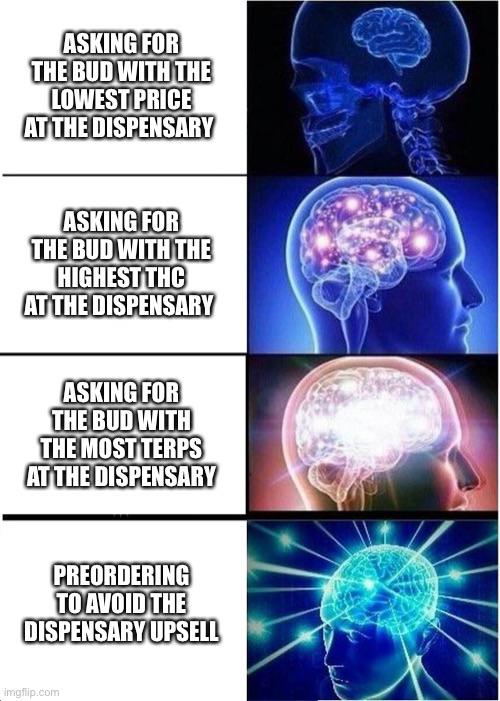 ASKING FOR
THE BUD WITH THE
LOWEST PRICE
AT THE DISPENSARY
ASKING FOR
THE BUD WITH THE
HIGHEST THC
AT THE DISPENSARY
ASKING FOR
THE BUD WITH
THE MOST TERPS
AT THE DISPENSARY
PREORDERING
TO AVOID THE
DISPENSARY UPSELL
imgflip.com